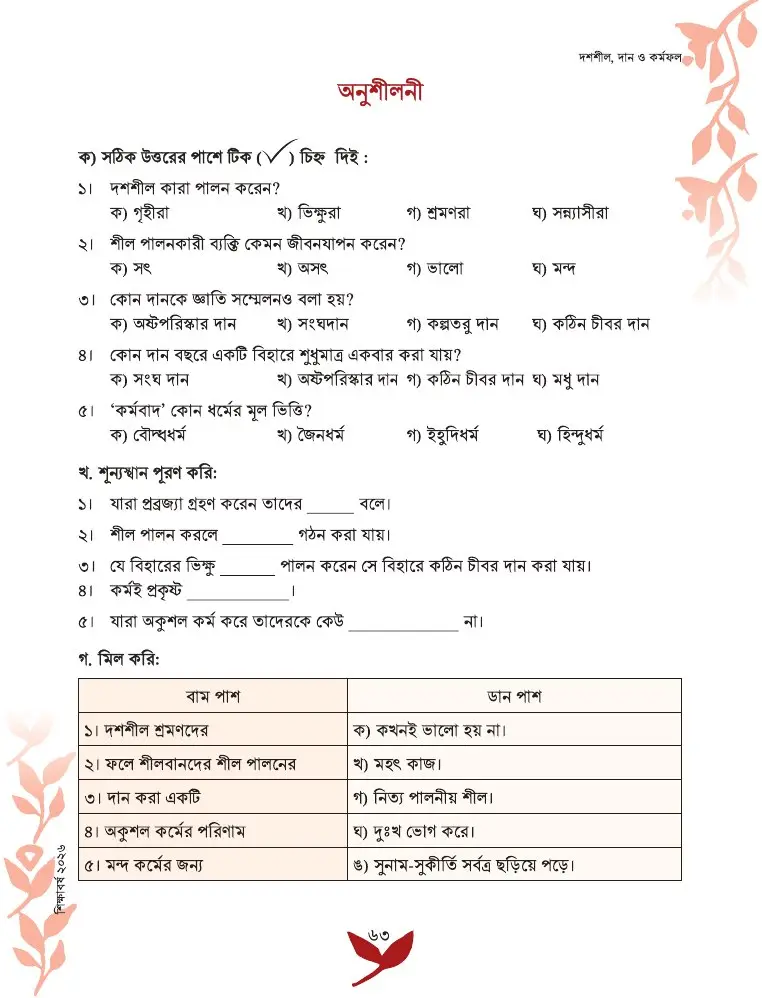 দশশীল, দান ও কর্মফল
অনুশীলনী
ক) সঠিক উত্তরের পাশে টিক (✓) চিহ্ন দিই :
১। দশশীল কারা পালন করেন?
ক) গৃহীরা খ) ভিক্ষুরা গ) শ্রমণরা ঘ) সন্ন্যাসীরা
২। শীল পালনকারী ব্যক্তি কেমন জীবনযাপন করেন?
ক) সৎ খ) অসৎ গ) ভালো ঘ) মন্দ
৩। কোন দানকে জ্ঞাতি সম্মেলনও বলা হয়?
ক) অষ্টপরিস্কার দান খ) সংঘদান গ) কল্পতরু দান ঘ) কঠিন চীবর দান
৪। কোন দান বছরে একটি বিহারে শুধুমাত্র একবার করা যায়?
ক) সংঘ দান খ) অষ্টপরিস্কার দান গ) কঠিন চীবর দান ঘ) মধু দান
৫। ‘কর্মবাদ’ কোন ধর্মের মূল ভিত্তি?
ক) বৌদ্ধধর্ম খ) জৈনধর্ম গ) ইহুদিধর্ম ঘ) হিন্দুধর্ম
খ. শূন্যস্থান পূরণ করি:
১। যারা প্রব্রজ্যা গ্রহণ করেন তাদের ______ বলে।
২। শীল পালন করলে _________ গঠন করা যায়।
৩। যে বিহারের ভিক্ষু _______ পালন করেন সে বিহারে কঠিন চীবর দান করা যায়।
৪। কর্মই প্রকৃষ্ট _____________।
৫। যারা অকুশল কর্ম করে তাদেরকে কেউ ______________ না।
গ. মিল করি:
বাম পাশ ডান পাশ
১। দশশীল শ্রমণদের ক) কখনই ভালো হয় না।
২। ফলে শীলবানদের শীল পালনের খ) মহৎ কাজ।
৩। দান করা একটি গ) নিত্য পালনীয় শীল।
৪। অকুশল কর্মের পরিণাম ঘ) দুঃখ ভোগ করে।
৫। মন্দ কর্মের জন্য ঙ) সুনাম-সুকীর্তি সর্বত্র ছড়িয়ে পড়ে।
শিক্ষাবর্ষ ২০২৬
৬৩